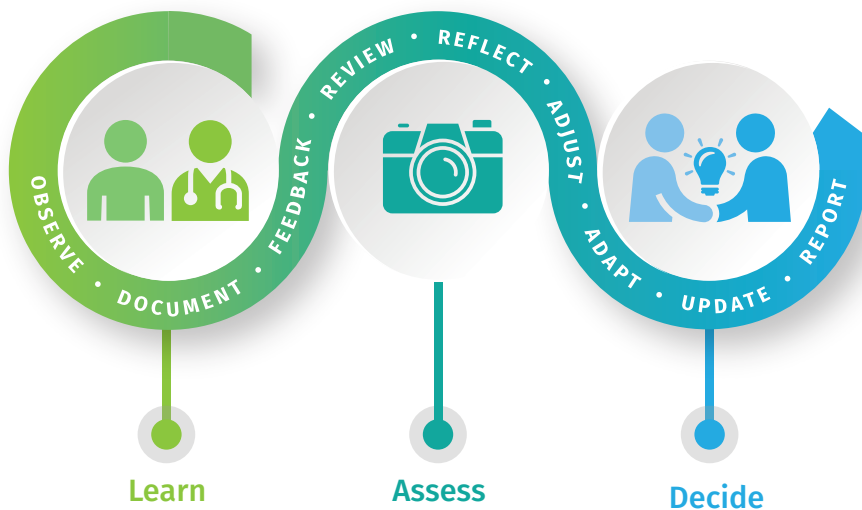 OBSERVE • DOCUMENT • FEEDBACK • REVIEW • REFLECT • ADJUST • ADAPT • UPDATE • REPORT
Learn
Assess
Decide